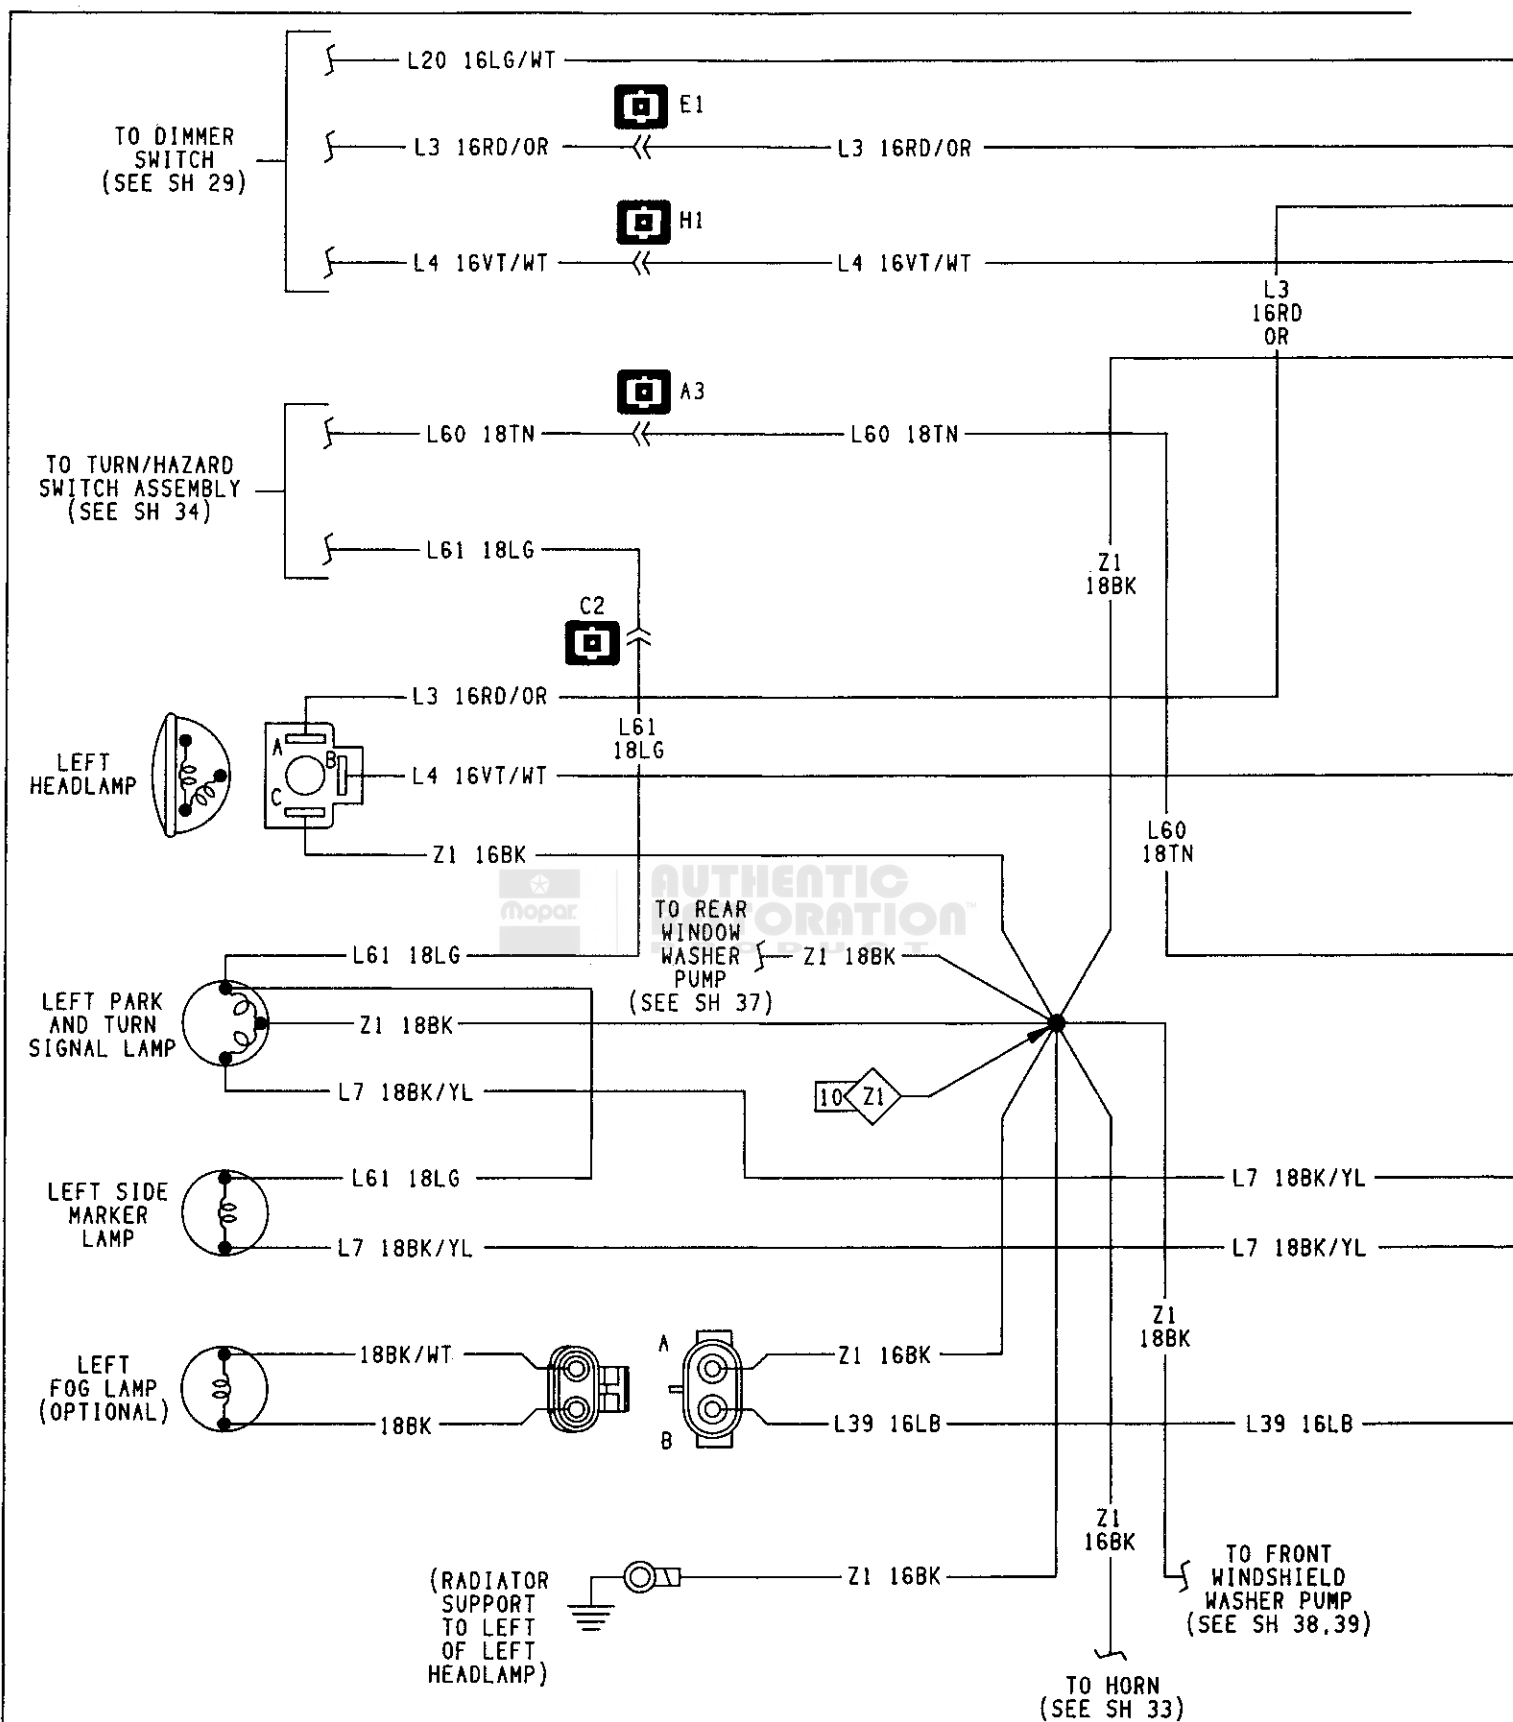 L20 16LG/WT
E1
TO DIMMER
SWITCH
(SEE SH 29)
L3 16RD/OR
L3 16RD/OR
H1
L4 16VT/WT
L4 16VT/WT
L3
16RD
OR
A3
L60 18TN
L60 18TN
TO TURN/HAZARD
SWITCH ASSEMBLY
(SEE SH 34)
L61 18LG
Z1
18BK
C2
L3 16RD/OR
L61
18LG
LEFT
HEADLAMP
A
B
C
L4 16VT/WT
L60
18TN
Z1 16BK
Mopar
AUTHENTIC
TO REAR
WINDOW
WASHER
PUMP
(SEE SH 37)
Z1 18BK
L61 18LG
LEFT PARK
AND TURN
SIGNAL LAMP
Z1 18BK
L7 18BK/YL
10
Z1
LEFT SIDE
MARKER
LAMP
L61 18LG
L7 18BK/YL
L7 18BK/YL
L7 18BK/YL
Z1
18BK
LEFT
FOG LAMP
(OPTIONAL)
18BK/WT
18BK
A
B
Z1 16BK
L39 16LB
L39 16LB
Z1
16BK
(RADIATOR
SUPPORT
TO LEFT
OF LEFT
HEADLAMP)
Z1 16BK
TO FRONT
WINDSHIELD
WASHER PUMP
(SEE SH 38,39)
TO HORN
(SEE SH 33)